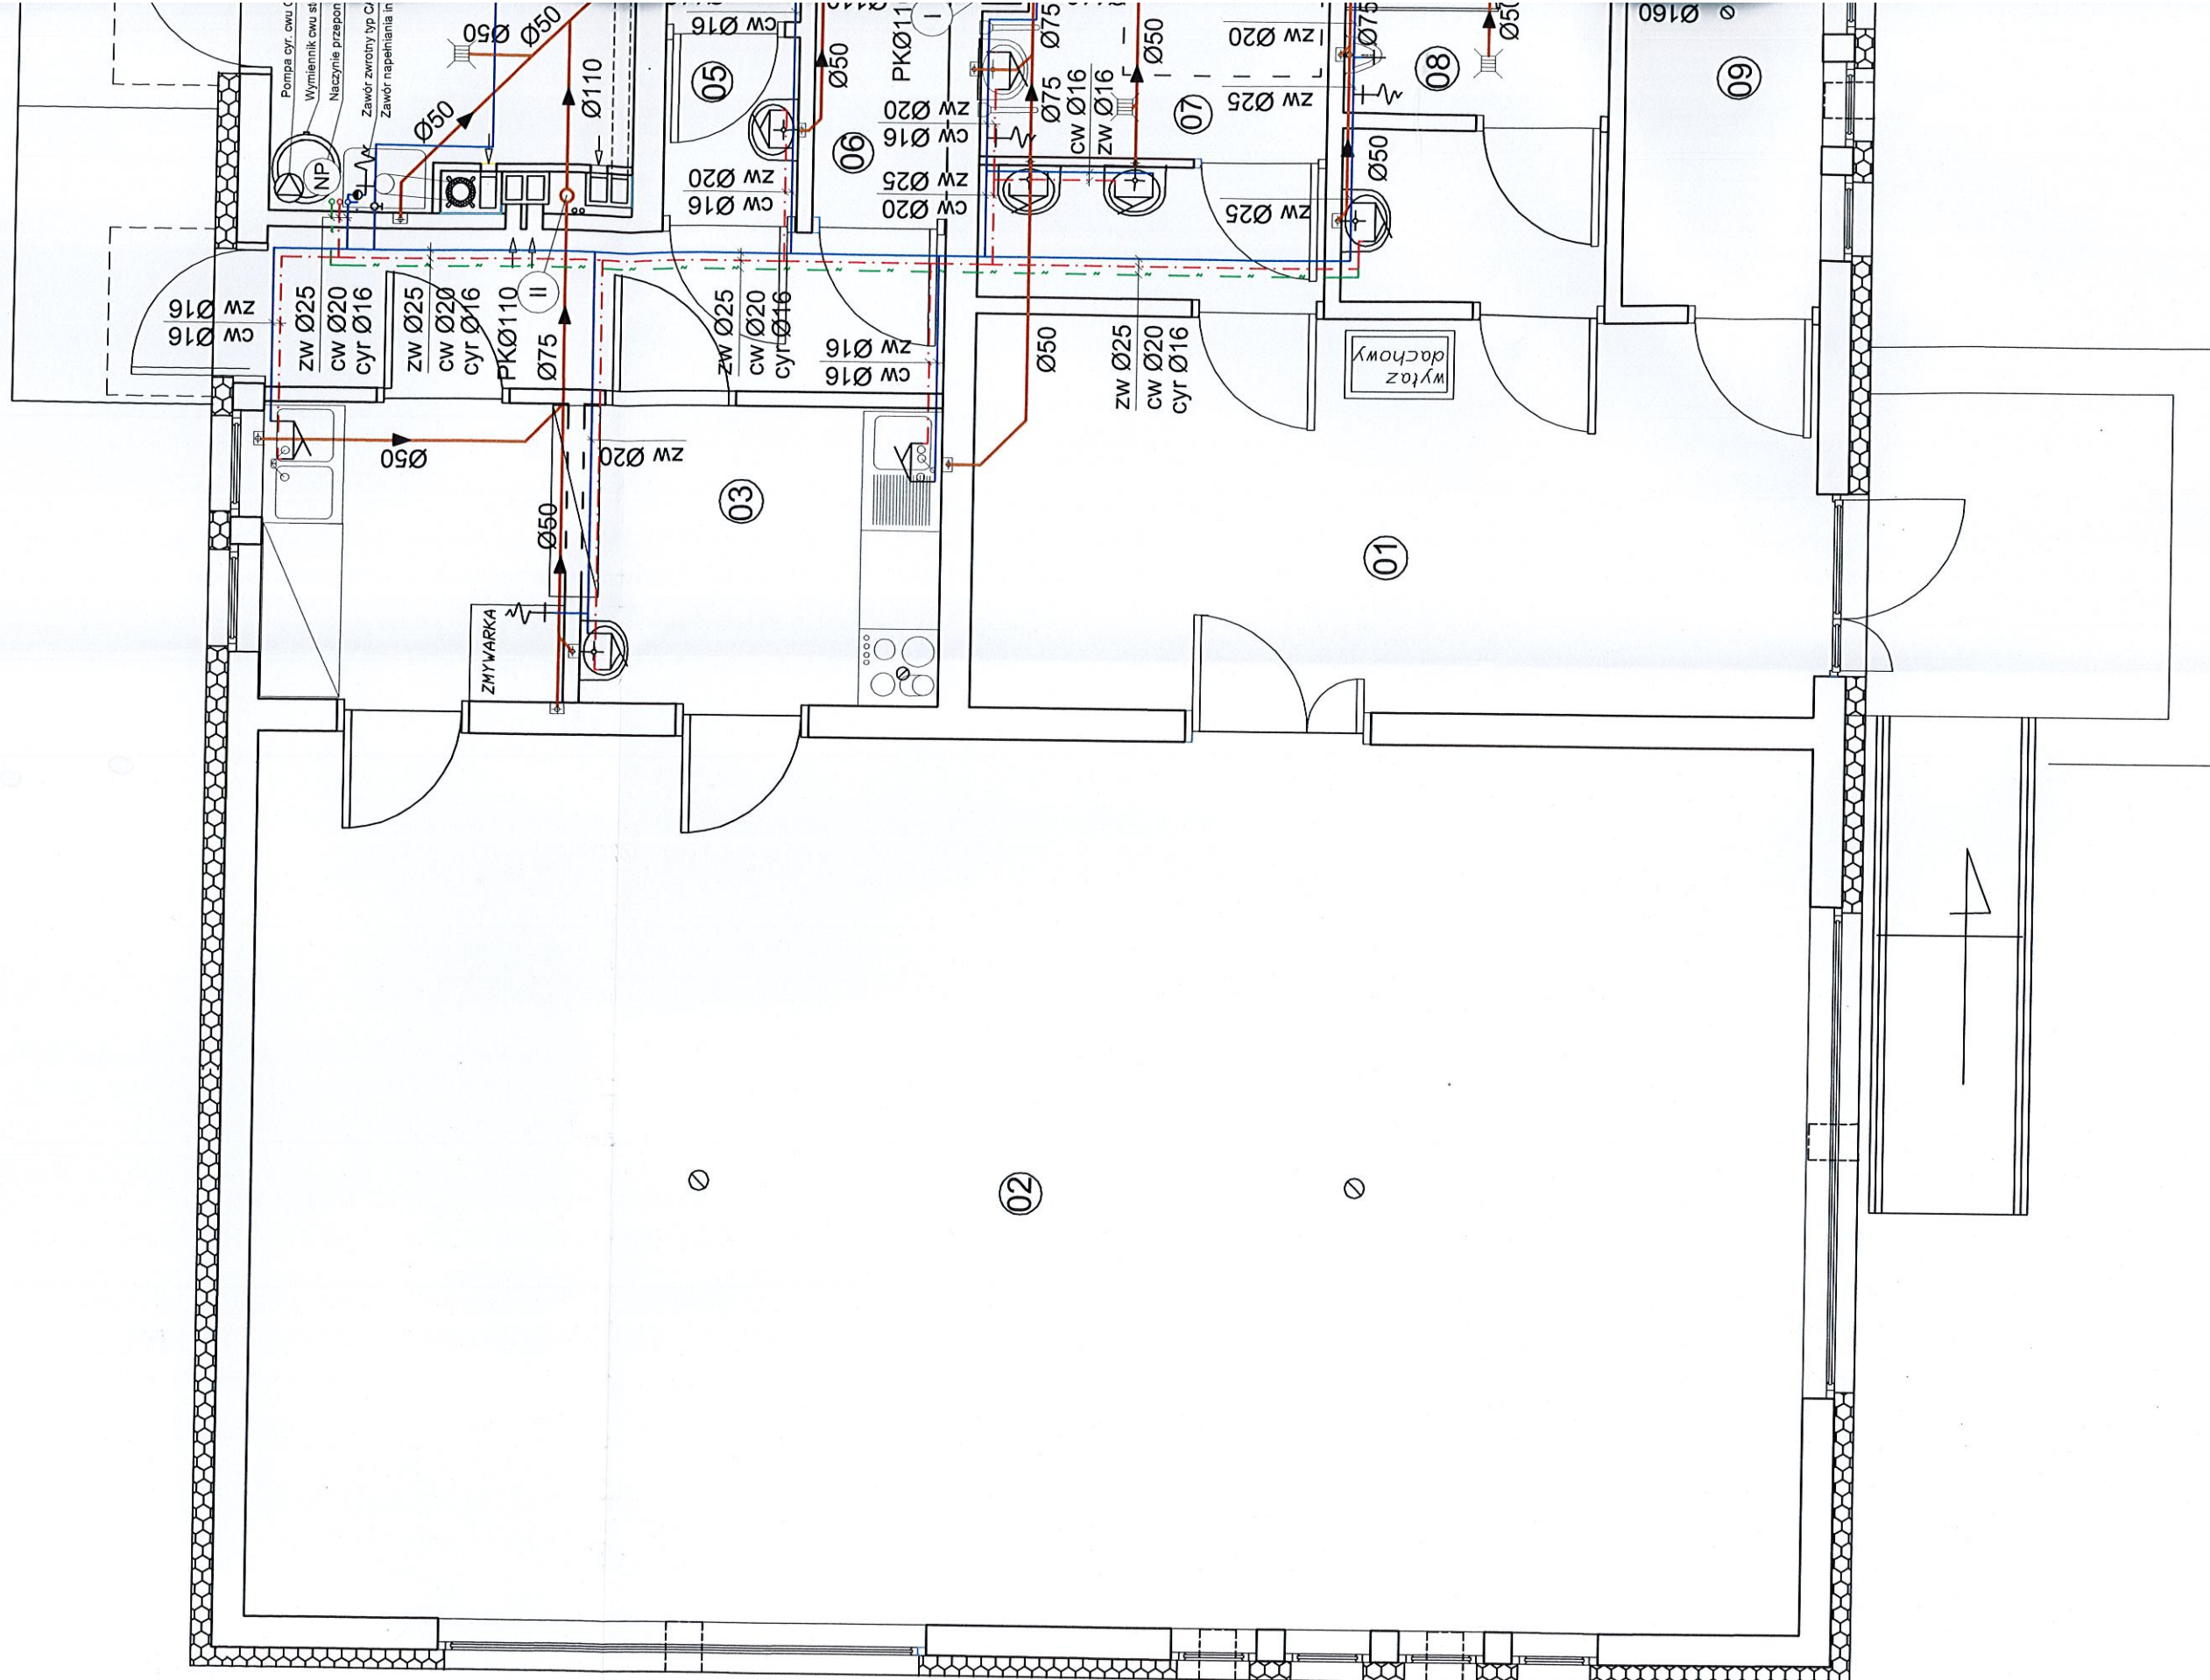 Pompa cyr. cwu
Wymiennik cwu
Naczynie
Zawór zwrotny typ
Zawór napełniania
NP
Ø50
Ø50
Ø50
Ø110
cw Ø16
05
zw Ø20
cw Ø16
Ø50
06
PKØ11
I
zw Ø20
cw Ø16
zw Ø25
cw Ø20
Ø75
Ø75
cw Ø16
zw Ø16
Ø50
07
zw Ø20
zw Ø25
zw Ø25
Ø75
08
Ø50
Ø50
Ø160
09
zw Ø16
cw Ø16
zw Ø25
cw Ø20
cyr Ø16
zw Ø25
cw Ø20
cyr Ø16
PKØ110
II
Ø75
zw Ø25
cw Ø20
cyr Ø16
zw Ø16
cw Ø16
Ø50
zw Ø25
cw Ø20
cyr Ø16
wyłaz
dachowy
Ø50
zw Ø20
Ø50
03
ZMYWARKA
01
02